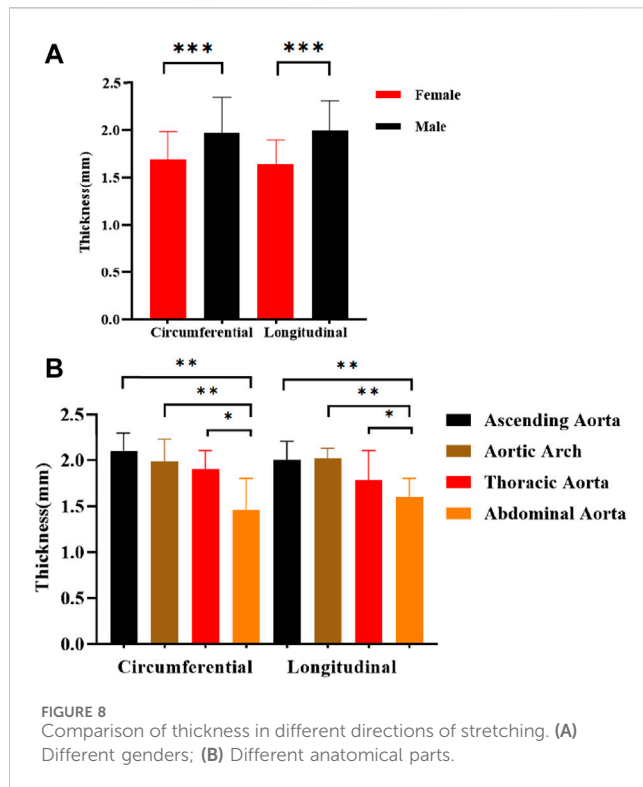 A
*** ***
2.5
2.0
1.5
1.0
0.5
0.0
Thickness(mm)
Circumferential Longitudinal
Female
Male
B
** **
** **
* *
2.5
2.0
1.5
1.0
0.5
0.0
Thickness(mm)
Circumferential Longitudinal
Ascending Aorta
Aortic Arch
Thoracic Aorta
Abdominal Aorta
FIGURE 8
Comparison of thickness in different directions of stretching. (A)
Different genders; (B) Different anatomical parts.